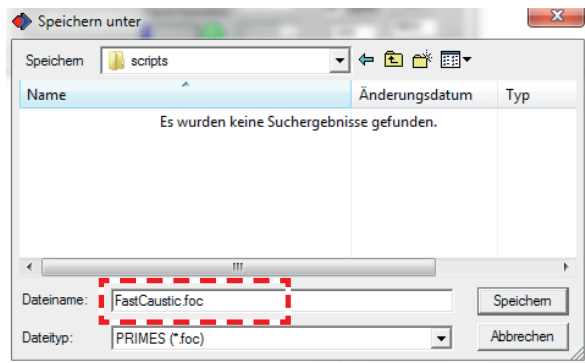 Speichern unter
Speichern scripts
Name Änderungsdatum Typ
Es wurden keine Suchergebnisse gefunden.
Dateiname: FastCaustic.foc Speichern
Dateityp: PRIMES (*.foc) Abbrechen